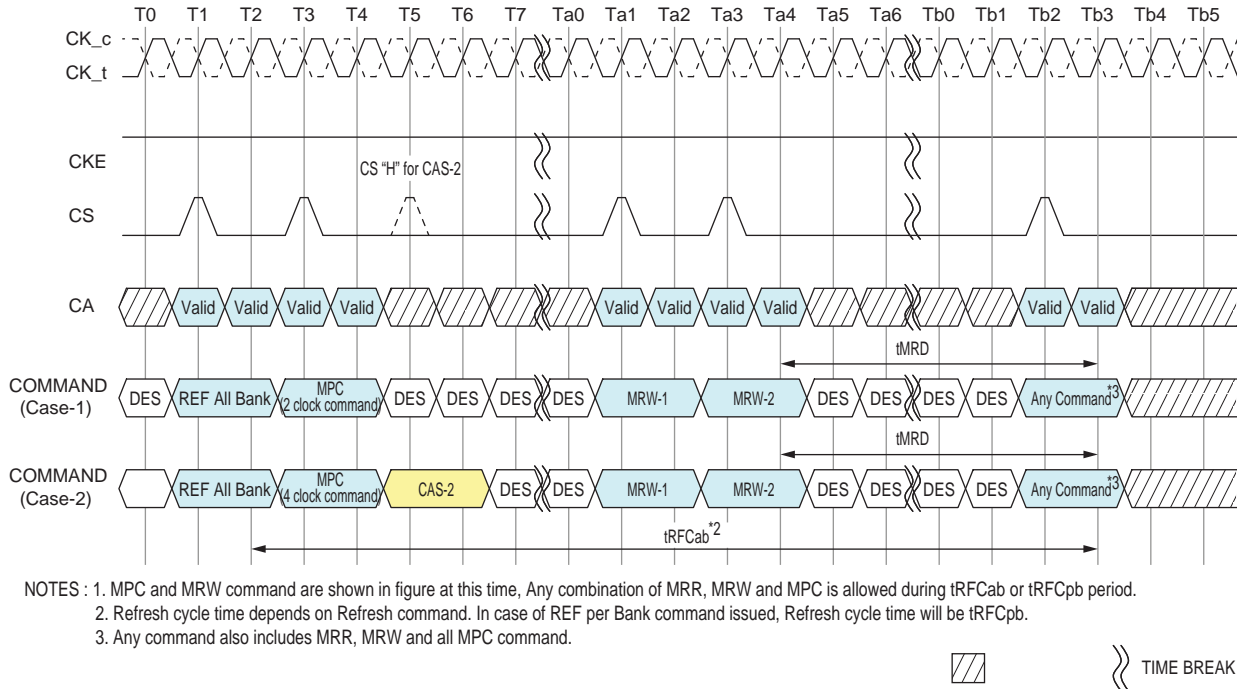 T0 T1 T2 T3 T4 T5 T6 T7 Ta0 Ta1 Ta2 Ta3 Ta4 Ta5 Ta6 Tb0 Tb1 Tb2 Tb3 Tb4 Tb5
CK_c
CK_t
CKE
CS “H” for CAS-2
CS
CA Valid Valid Valid Valid Valid Valid Valid Valid Valid Valid
tMRD
COMMAND
(Case-1)
DES REF All Bank MPC
(2 clock command) DES DES DES DES MRW-1 MRW-2 DES DES DES DES Any Command*3
tMRD
COMMAND
(Case-2)
REF All Bank MPC
(4 clock command) CAS-2 DES DES MRW-1 MRW-2 DES DES DES DES Any Command*3
tRFCab*2
NOTES : 1. MPC and MRW command are shown in figure at this time, Any combination of MRR, MRW and MPC is allowed during tRFCab or tRFCpb period.
2. Refresh cycle time depends on Refresh command. In case of REF per Bank command issued, Refresh cycle time will be tRFCpb.
3. Any command also includes MRR, MRW and all MPC command.
TIME BREAK